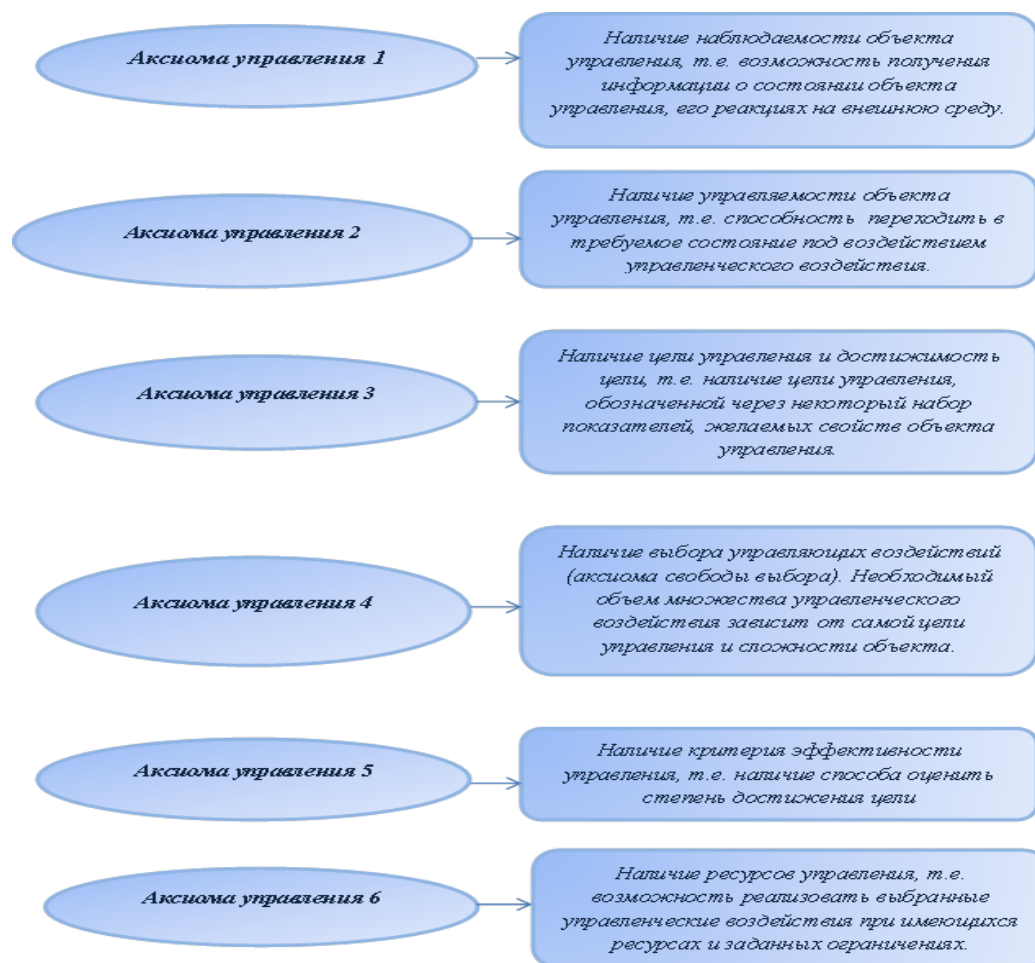 Аксиома управления 1
Наличие наблюдаемости объекта
управления, т.е. возможность получения
информации о состоянии объекта
управления, его реакциях на внешнюю среду.
Аксиома управления 2
Наличие управляемости объекта
управления, т.е. способность переходить в
требуемое состояние под воздействием
управленческого воздействия.
Аксиома управления 3
Наличие цели управления и достижимость
цели, т.е. наличие цели управления,
обозначенной через некоторый набор
показателей, желаемых свойств объекта
управления.
Аксиома управления 4
Наличие выбора управляющих воздействий
(аксиома свободы выбора). Необходимый
объем множества управленческого
воздействия зависит от самой цели
управления и сложности объекта.
Аксиома управления 5
Наличие критерия эффективности
управления, т.е. наличие способа оценить
степень достижения цели
Аксиома управления 6
Наличие ресурсов управления, т.е.
возможность реализовать выбранные
управленческие воздействия при имеющихся
ресурсах и заданных ограничениях.